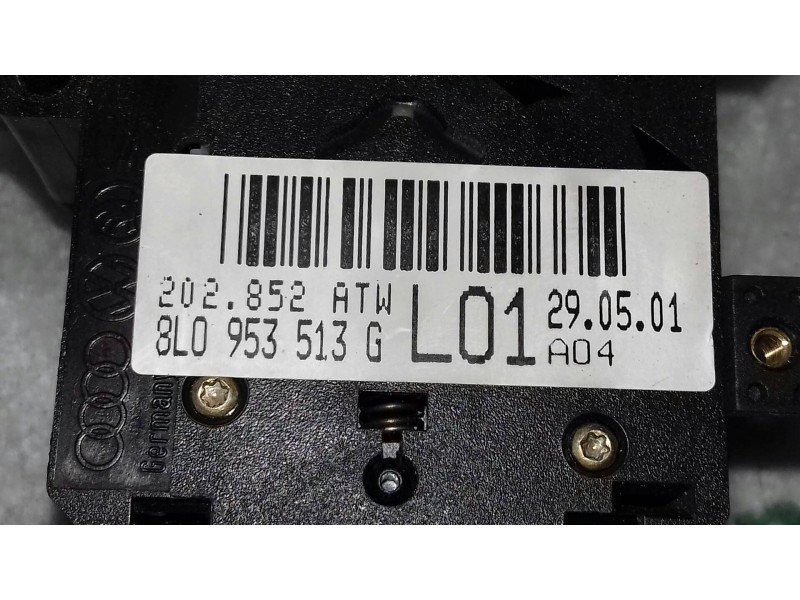 202.852 ATW
8L0 953 513 G
L01
29.05.01
A04
Germany